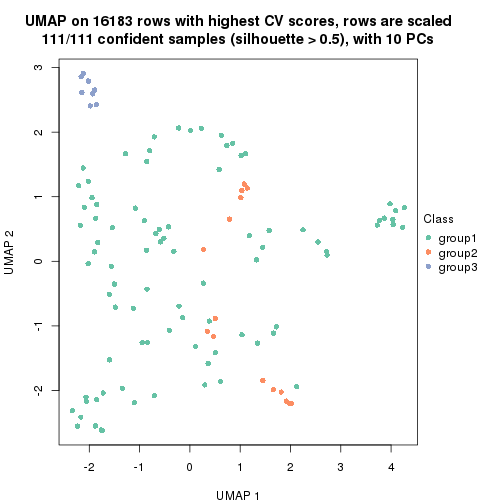 UMAP on 16183 rows with highest CV scores, rows are scaled
111/111 confident samples (silhouette > 0.5), with 10 PCs
3
2
1
0
-1
-2
UMAP 2
-2 -1 0 1 2 3 4
UMAP 1
Class
group1
group2
group3